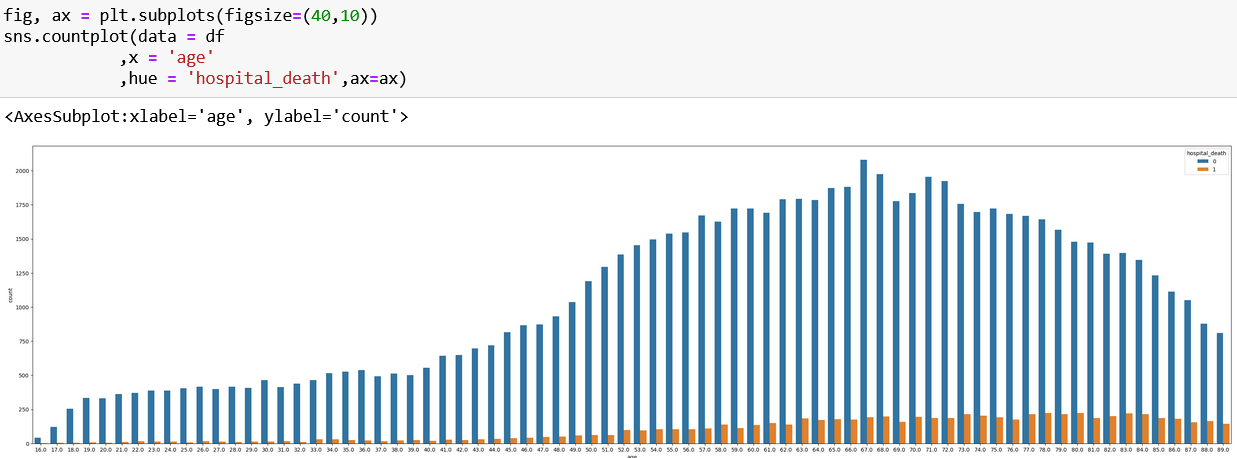 fig, ax = plt.subplots(figsize=(40,10))
sns.countplot(data = df
,x = 'age'
,hue = 'hospital_death',ax=ax)
<AxesSubplot:xlabel='age', ylabel='count'>
hospital_death
0
1
2000
1750
1500
1250
1000
750
500
250
0
count
16.0 17.0 18.0 19.0 20.0 21.0 22.0 23.0 24.0 25.0 26.0 27.0 28.0 29.0 30.0 31.0 32.0 33.0 34.0 35.0 36.0 37.0 38.0 39.0 40.0 41.0 42.0 43.0 44.0 45.0 46.0 47.0 48.0 49.0 50.0 51.0 52.0 53.0 54.0 55.0 56.0 57.0 58.0 59.0 60.0 61.0 62.0 63.0 64.0 65.0 66.0 67.0 68.0 69.0 70.0 71.0 72.0 73.0 74.0 75.0 76.0 77.0 78.0 79.0 80.0 81.0 82.0 83.0 84.0 85.0 86.0 87.0 88.0 89.0
age